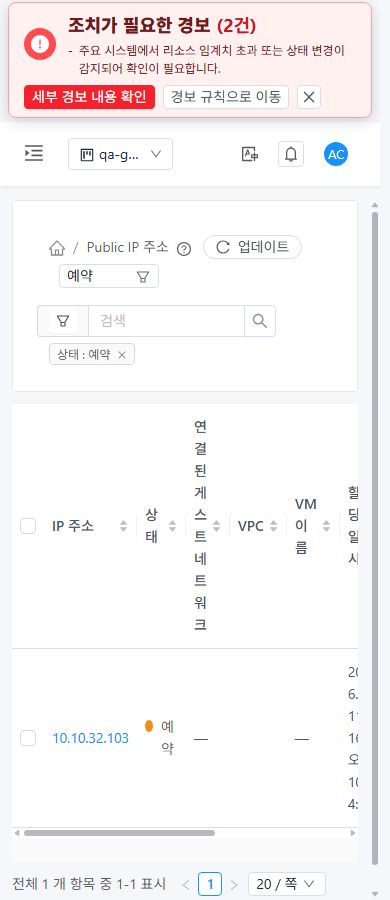 조치가 필요한 경보 (2건)
- 주요 시스템에서 리소스 임계치 초과 또는 상태 변경이
감지되어 확인이 필요합니다.
세부 경보 내용 확인 경보 규칙으로 이동
qa-g... AC
/ Public IP 주소 업데이트
예약
검색
상태 : 예약
IP 주소 상태 연결된 게스트 네트워크 VPC VM 이름 할당 일시
10.10.32.103 예약 — —
전체 1 개 항목 중 1-1 표시 1 20 / 쪽